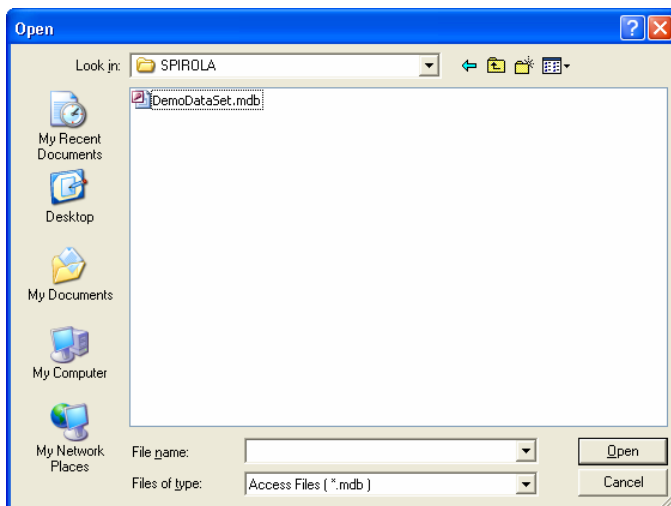 Open
Look in:
SPIROLA
DemoDataSet.mdb
My Recent
Documents
Desktop
My Documents
My Computer
My Network
Places
File name:
Open
Files of type:
Access Files ( *.mdb )
Cancel